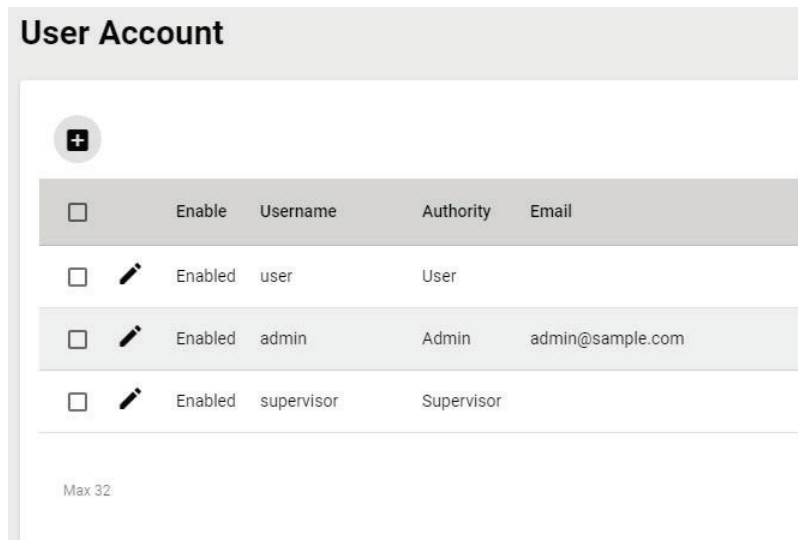 User Account
Enable Username Authority Email
Enabled user User
Enabled admin Admin admin@sample.com
Enabled supervisor Supervisor
Max 32